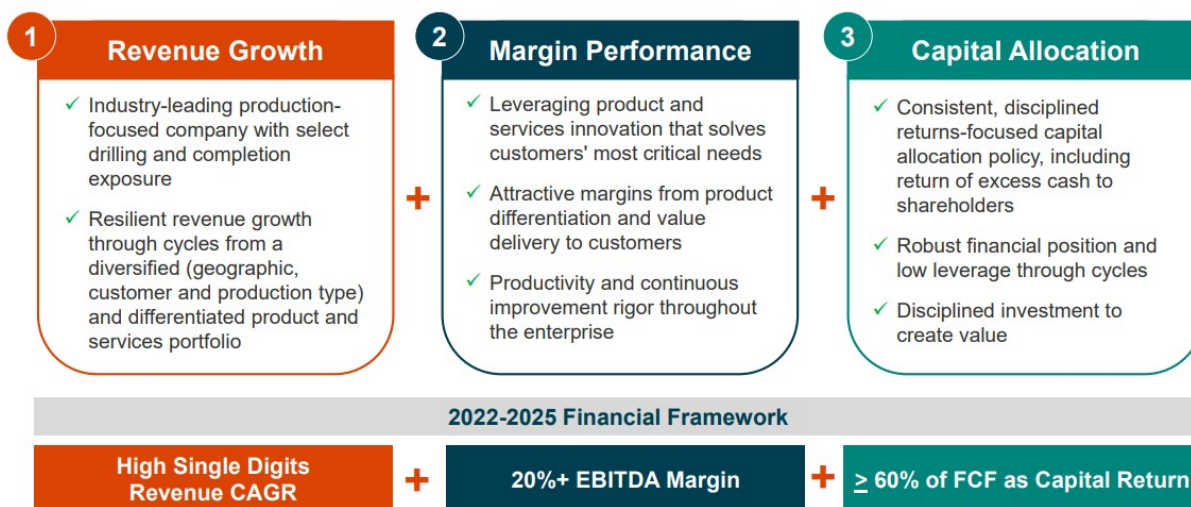 1
Revenue Growth
✓ Industry-leading production-
focused company with select
drilling and completion
exposure
✓ Resilient revenue growth
through cycles from a
diversified (geographic,
customer and production type)
and differentiated product and
services portfolio
+
2
Margin Performance
✓ Leveraging product and
services innovation that solves
customers' most critical needs
✓ Attractive margins from product
differentiation and value
delivery to customers
✓ Productivity and continuous
improvement rigor throughout
the enterprise
+
3
Capital Allocation
✓ Consistent, disciplined
returns-focused capital
allocation policy, including
return of excess cash to
shareholders
✓ Robust financial position and
low leverage through cycles
✓ Disciplined investment to
create value
2022-2025 Financial Framework
High Single Digits
Revenue CAGR
+
20%+ EBITDA Margin
+
≥ 60% of FCF as Capital Return